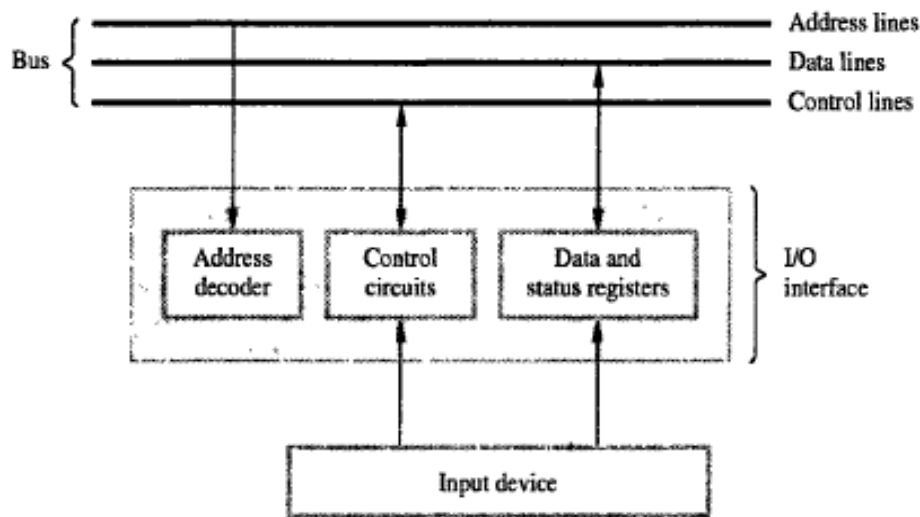 Address lines
Bus
Data lines
Control lines
Address
decoder
Control
circuits
Data and
status registers
I/O
interface
Input device